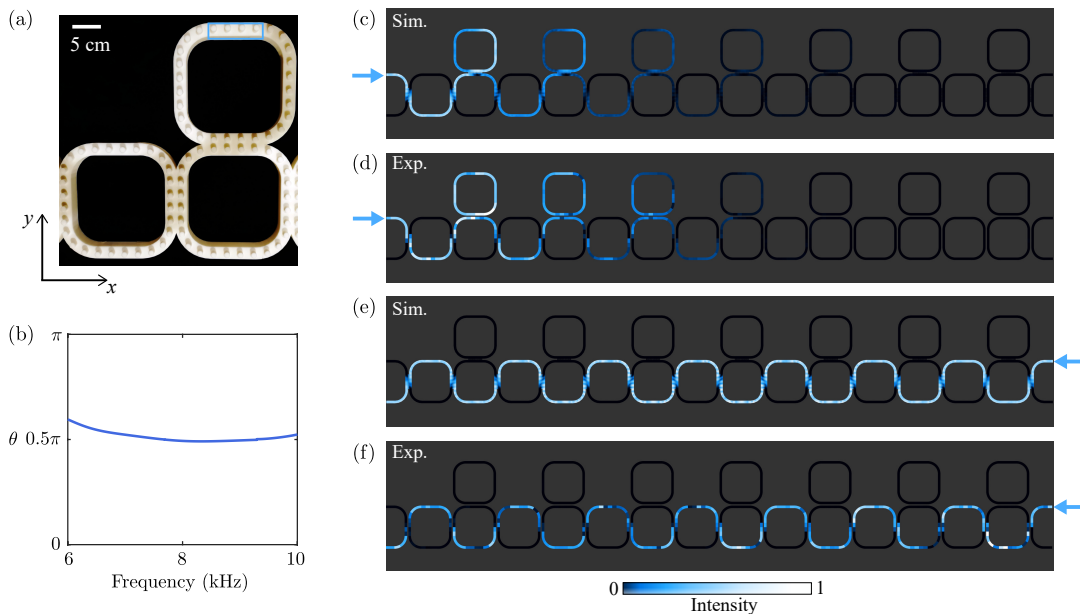 (a)
5 cm
y
x
(b)
π
θ 0.5π
0
6 8 10
Frequency (kHz)
(c) Sim.
(d) Exp.
(e) Sim.
(f) Exp.
0 1
Intensity